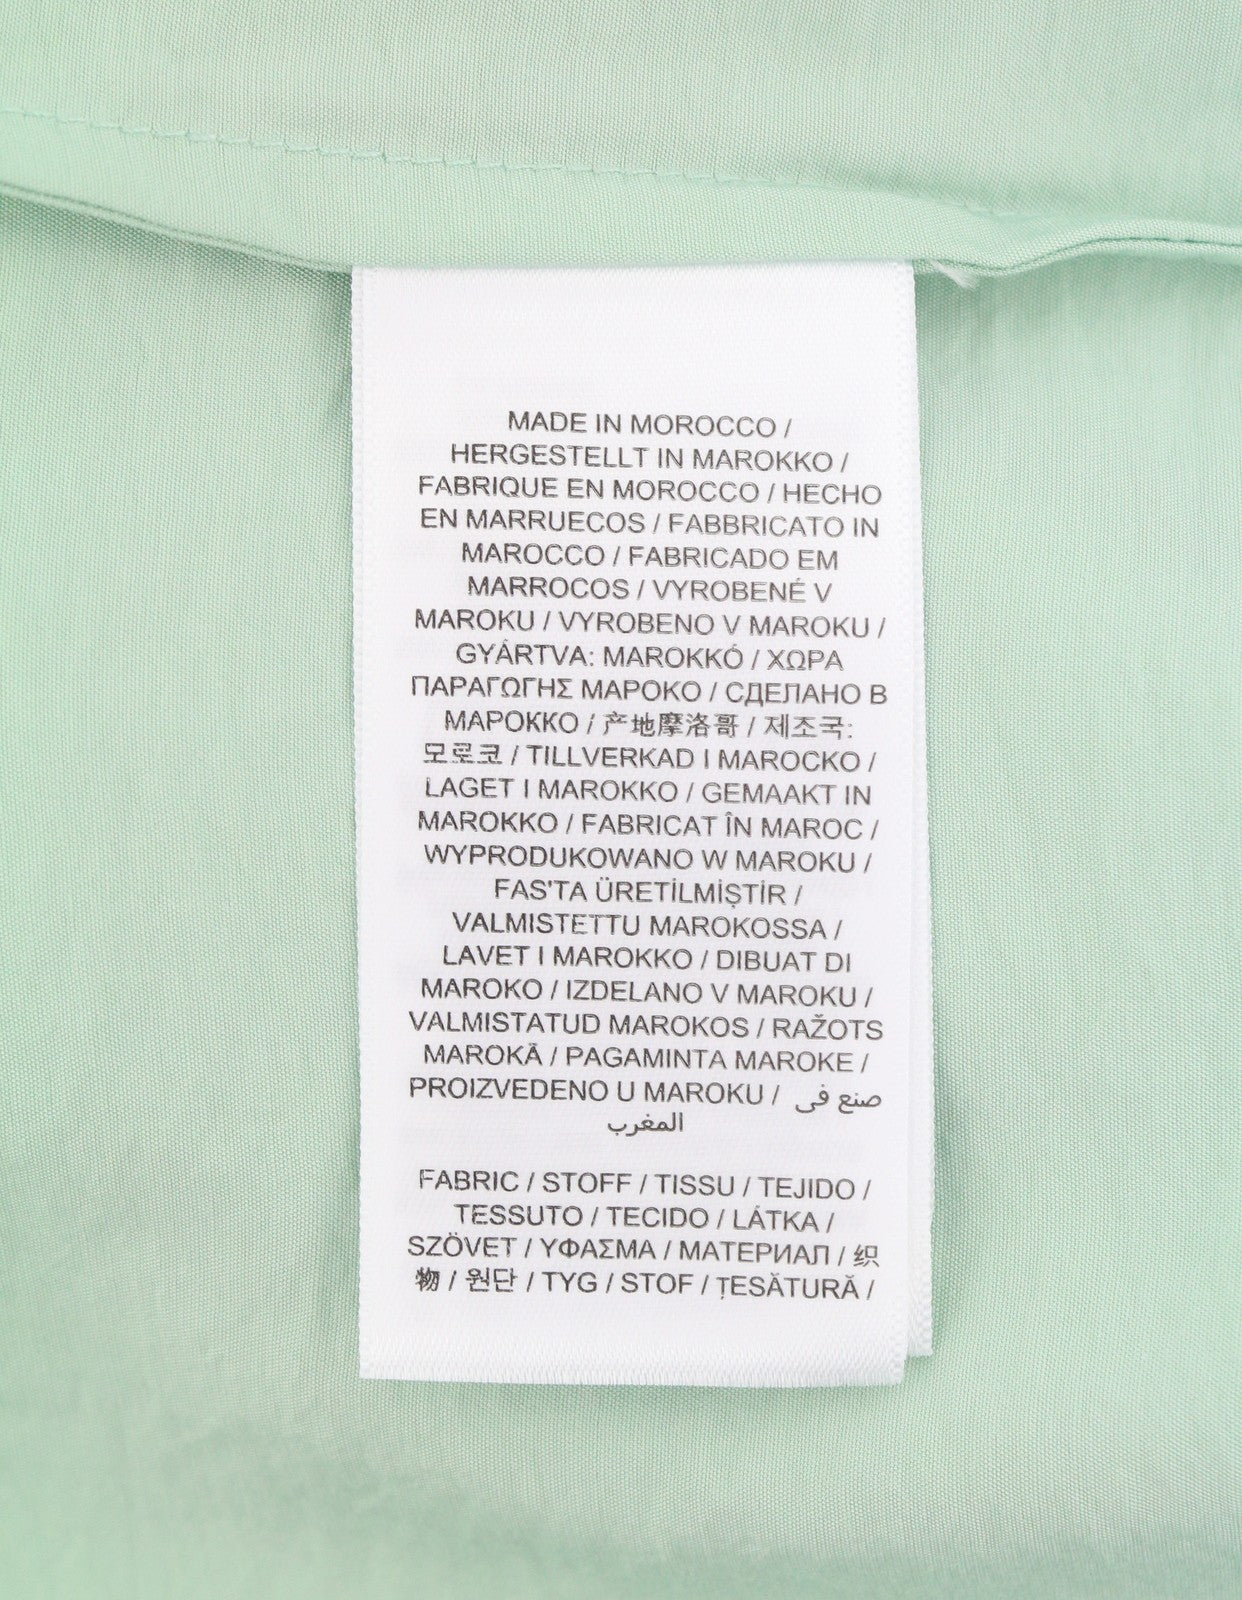 MADE IN MOROCCO /
HERGESTELLT IN MAROKKO /
FABRIQUE EN MOROCCO / HECHO
EN MARRUECOS / FABBRICATO IN
MAROCCO / FABRICADO EM
MARROCOS / VYROBENÉ V
MAROKU / VYROBENO V MAROKU /
GYÁRTVA: MAROKKÓ / ΧΩΡΑ
ΠΑΡΑΓΩΓΗΣ ΜΑΡΟΚΟ / СДЕЛАНО В
МАРОККО / 产地摩洛哥 / 제조국:
모로코 / TILLVERKAD I MAROCKO /
LAGET I MAROKKO / GEMAAKT IN
MAROKKO / FABRICAT ÎN MAROC /
WYPRODUKOWANO W MAROKU /
FAS'TA ÜRETİLMİŞTİR /
VALMISTETTU MAROKOSSA /
LAVET I MAROKKO / DIBUAT DI
MAROKO / IZDELANO V MAROKU /
VALMISTATUD MAROKOS / RAŽOTS
MAROKĀ / PAGAMINTA MAROKE /
PROIZVEDENO U MAROKU / صنع في
المغرب
FABRIC / STOFF / TISSU / TEJIDO /
TESSUTO / TECIDO / LÁTKA /
SZÖVET / ΥΦΑΣΜΑ / МАТЕРИАЛ / 织
物 / 원단 / TYG / STOF / ȚESĂTURĂ /